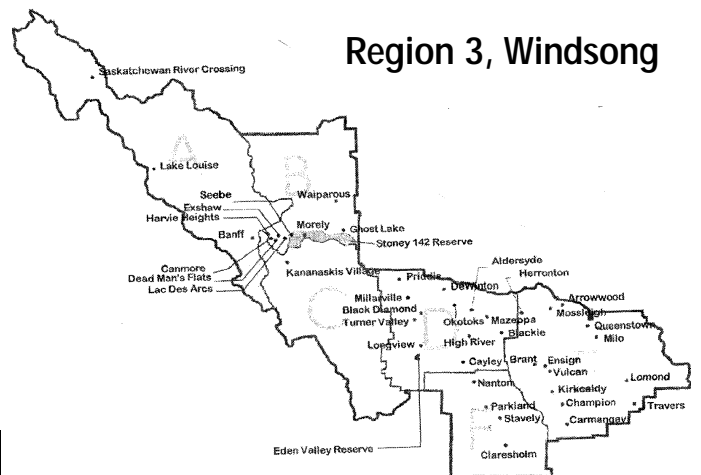 Region 3, Windsong
Saskatchewan River Crossing
A
Lake Louise
B
Seebe
Waiparous
Exshaw
Harvie Heights
Morely
Ghost Lake
Banff
Stoney 142 Reserve
Canmore
Dead Man's Flats
Lac Des Arcs
Kananaskis Village
Aldersyde
Herronton
Priddis
DeWinton
C
Millarville
Black Diamond
Turner Valley
D
Okotoks
Mazeppa
Arrowwood
Mossleigh
Queenstown
Milo
Blackie
High River
Longview
Cayley
Brant
Ensign
Vulcan
Nanton
Kirkcaldy
Lomond
Champion
Travers
Parkland
Stavely
Carmangay
Eden Valley Reserve
Claresholm